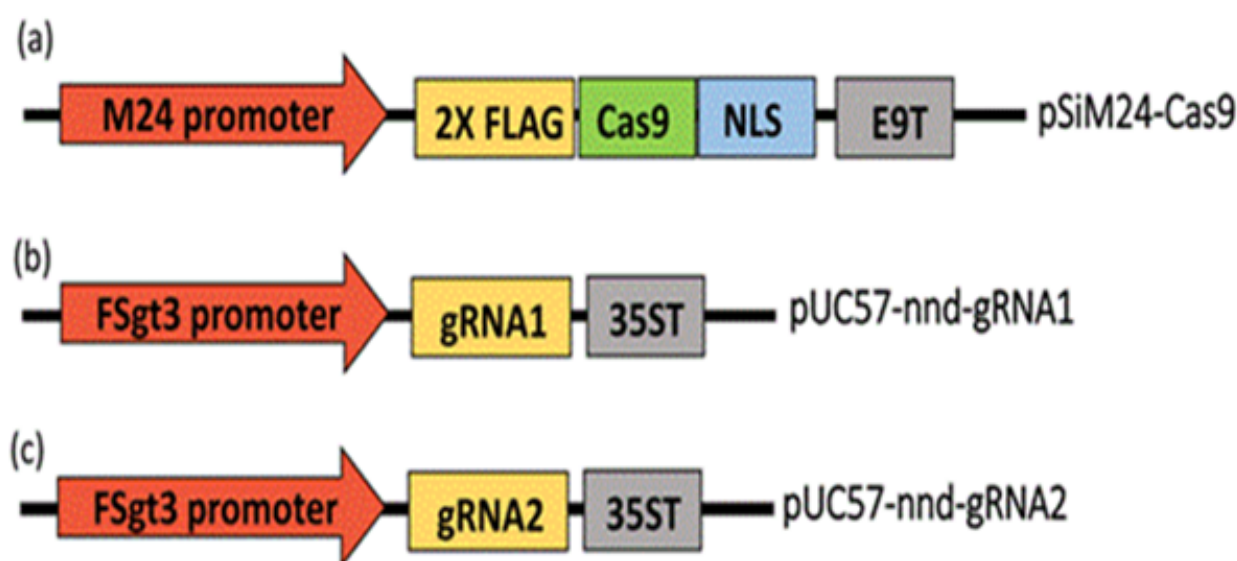 (a)
M24 promoter 2X FLAG Cas9 NLS E9T pSiM24-Cas9
(b)
FSgt3 promoter gRNA1 35ST pUC57-nnd-gRNA1
(c)
FSgt3 promoter gRNA2 35ST pUC57-nnd-gRNA2